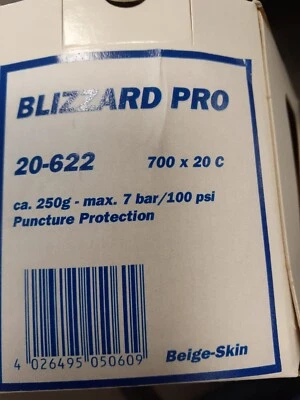 BLIZZARD PRO
20-622 700 x 20 C
ca. 250g - max. 7 bar/100 psi
Puncture Protection
4 026495 050609
Beige-Skin